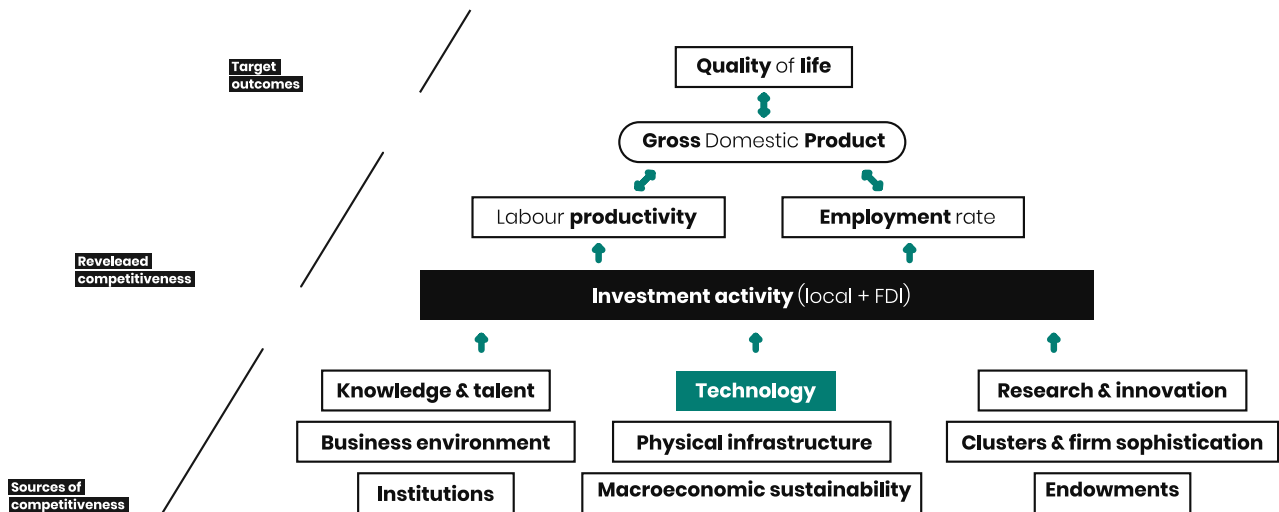 Target
outcomes
Quality of life
Gross Domestic Product
Labour productivity
Employment rate
Reveleaed
competitiveness
Investment activity (local + FDI)
Knowledge & talent
Technology
Research & innovation
Business environment
Physical infrastructure
Clusters & firm sophistication
Sources of
competitiveness
Institutions
Macroeconomic sustainability
Endowments